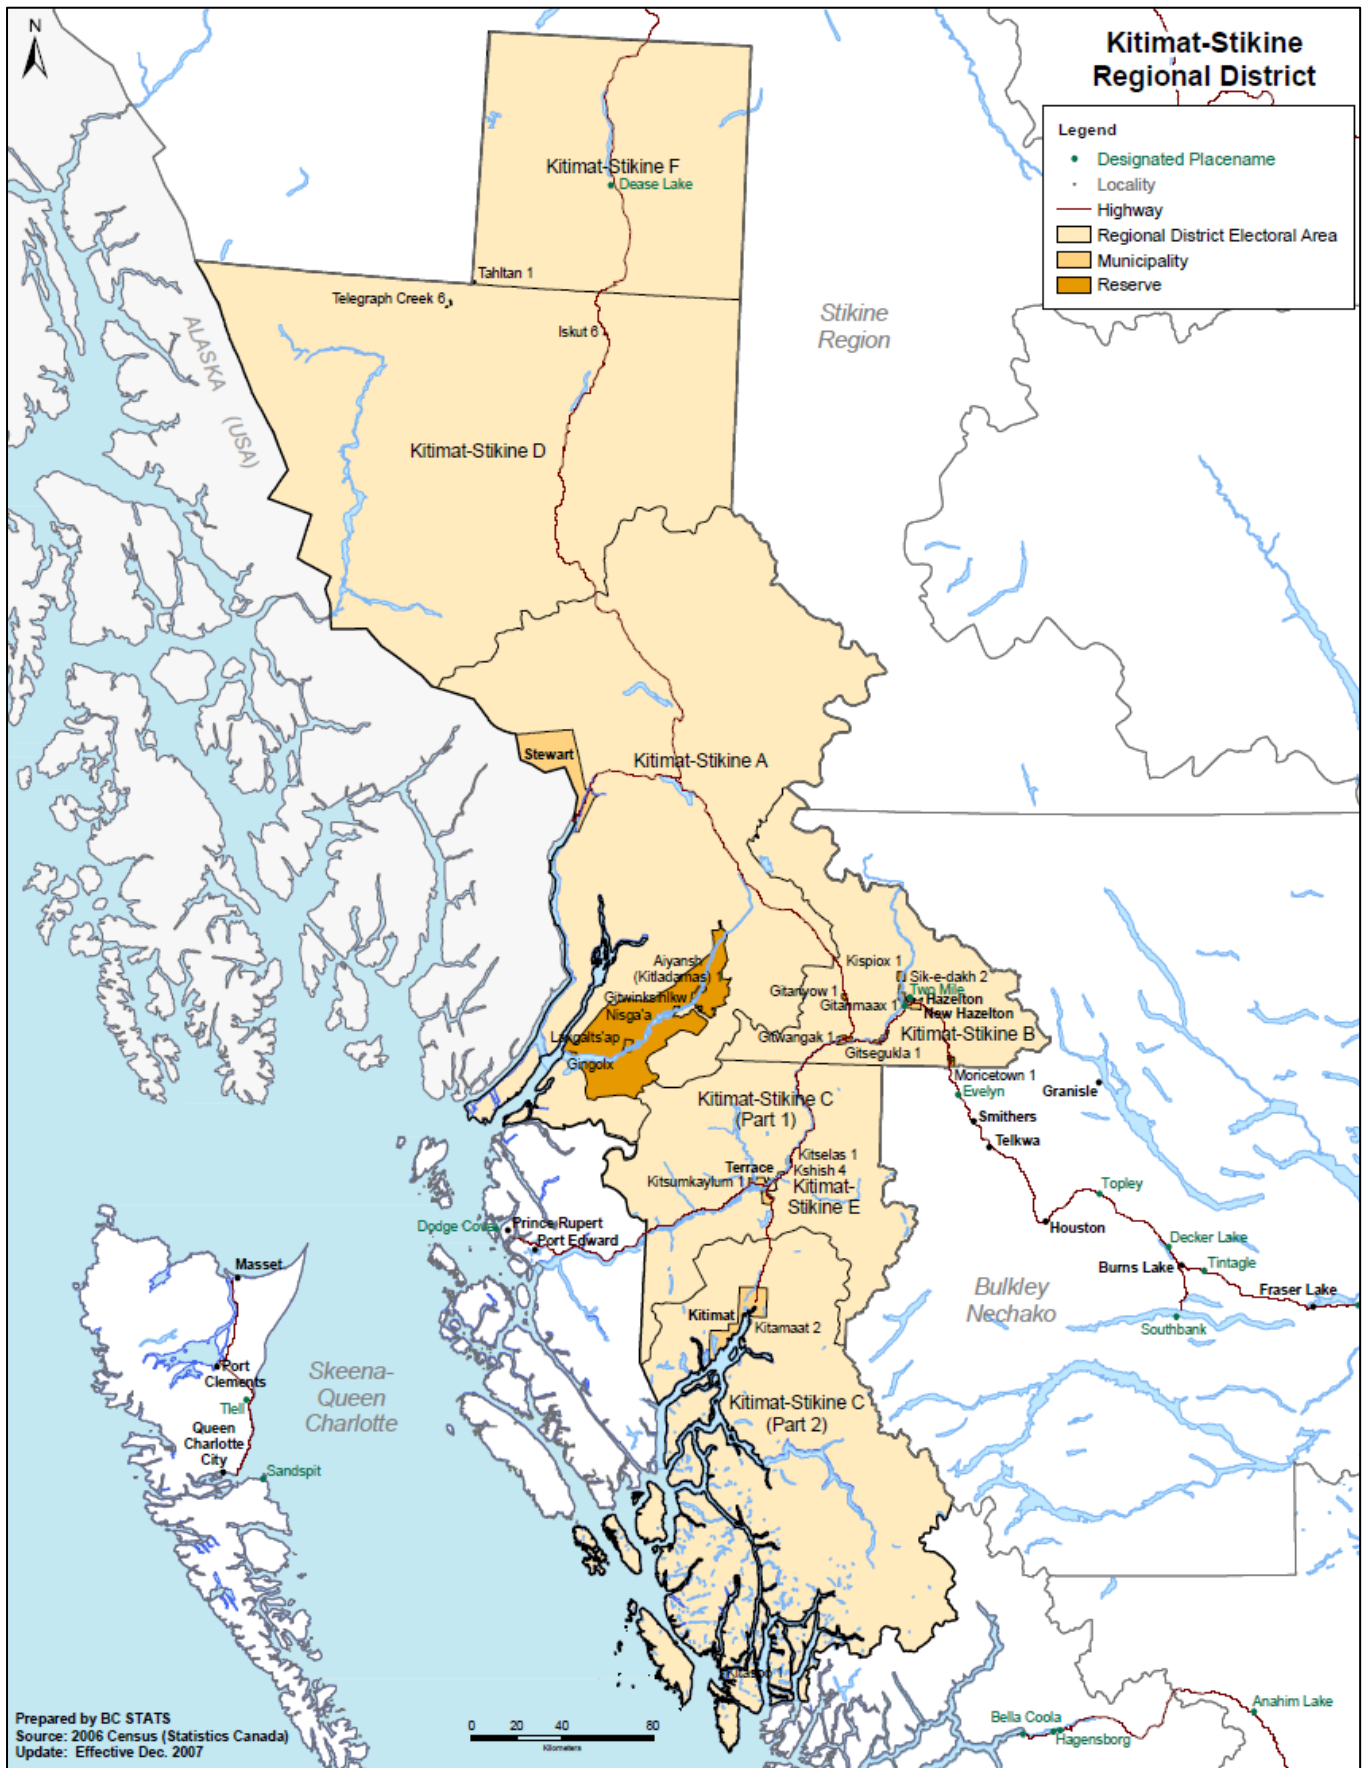 N
Kitimat-Stikine
Regional District
Legend
Designated Placename
Locality
Highway
Regional District Electoral Area
Municipality
Reserve
Kitimat-Stikine F
Dease Lake
Tahltan 1
Telegraph Creek 6
Iskut 6
Stikine
Region
ALASKA (USA)
Kitimat-Stikine D
Stewart
Kitimat-Stikine A
Aiyansh
(Kitladamas) 1
Gitwinksihlkw
Nisga'a
Laxgalts'ap
Gingolx
Kispiox 1
Sik-e-dakh 2
Two Mile
Gitanyow 1
Gitanmaax 1
Hazelton
New Hazelton
Gitwangak 1
Kitimat-Stikine B
Gitsegukla 1
Moricetown 1
Granisle
Evelyn
Kitimat-Stikine C
(Part 1)
Smithers
Telkwa
Kitselas 1
Terrace
Kshish 4
Kitsumkaylum 1
Kitimat-
Stikine E
Topley
Dodge Cove
Prince Rupert
Port Edward
Houston
Decker Lake
Burns Lake
Tintagle
Masset
Bulkley
Nechako
Fraser Lake
Kitimat
Kitamaat 2
Southbank
Port
Clements
Skeena-
Queen
Charlotte
Tlell
Kitimat-Stikine C
(Part 2)
Queen
Charlotte
City
Sandspit
Kitasoo 1
Anahim Lake
Bella Coola
Hagensborg
Prepared by BC STATS
Source: 2006 Census (Statistics Canada)
Update: Effective Dec. 2007
0 20 40 80
Kilometers